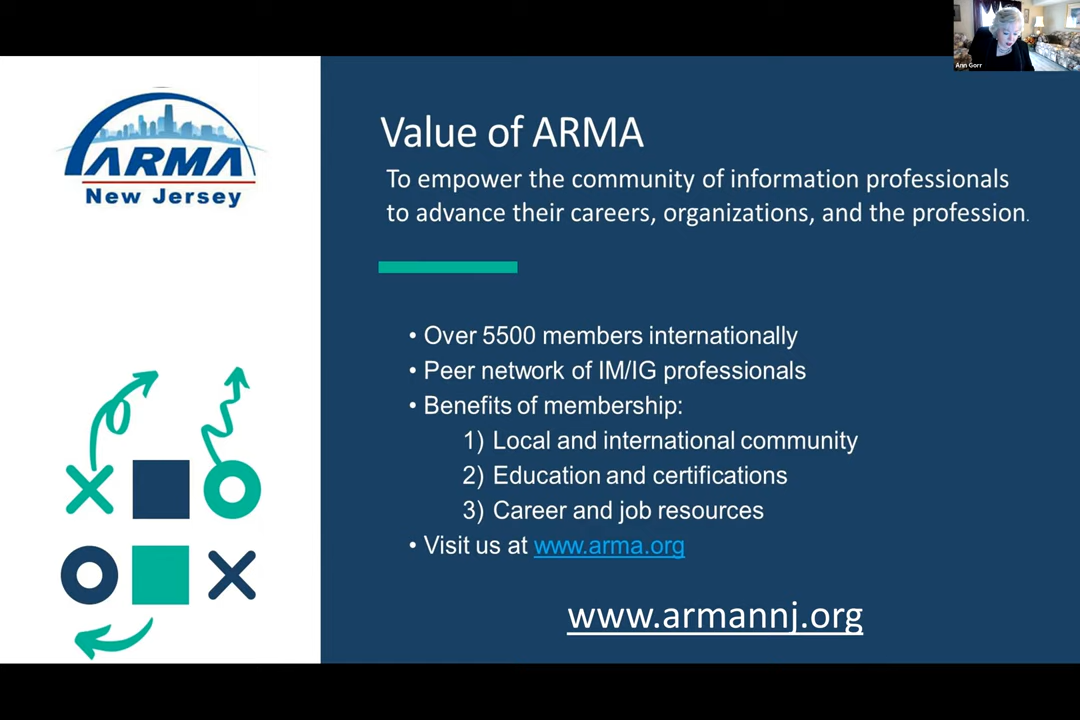 Ann Gorr
ARMA
New Jersey
Value of ARMA
To empower the community of information professionals
to advance their careers, organizations, and the profession.
• Over 5500 members internationally
• Peer network of IM/IG professionals
• Benefits of membership:
1) Local and international community
2) Education and certifications
3) Career and job resources
• Visit us at www.arma.org
www.armannj.org